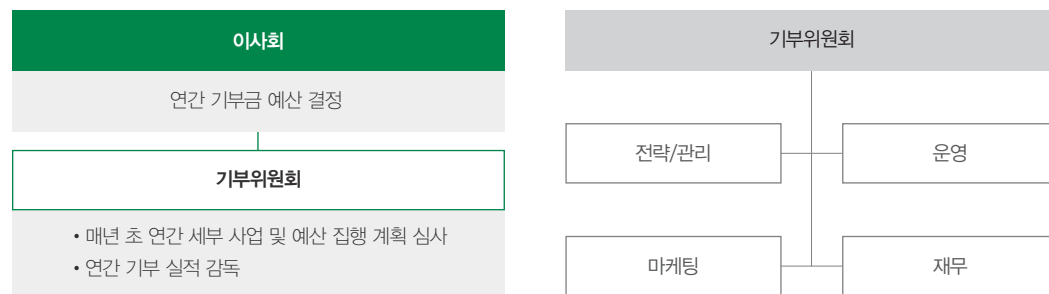 이사회
연간 기부금 예산 결정
기부위원회
• 매년 초 연간 세부 사업 및 예산 집행 계획 심사
• 연간 기부 실적 감독
기부위원회
전략/관리
운영
마케팅
재무